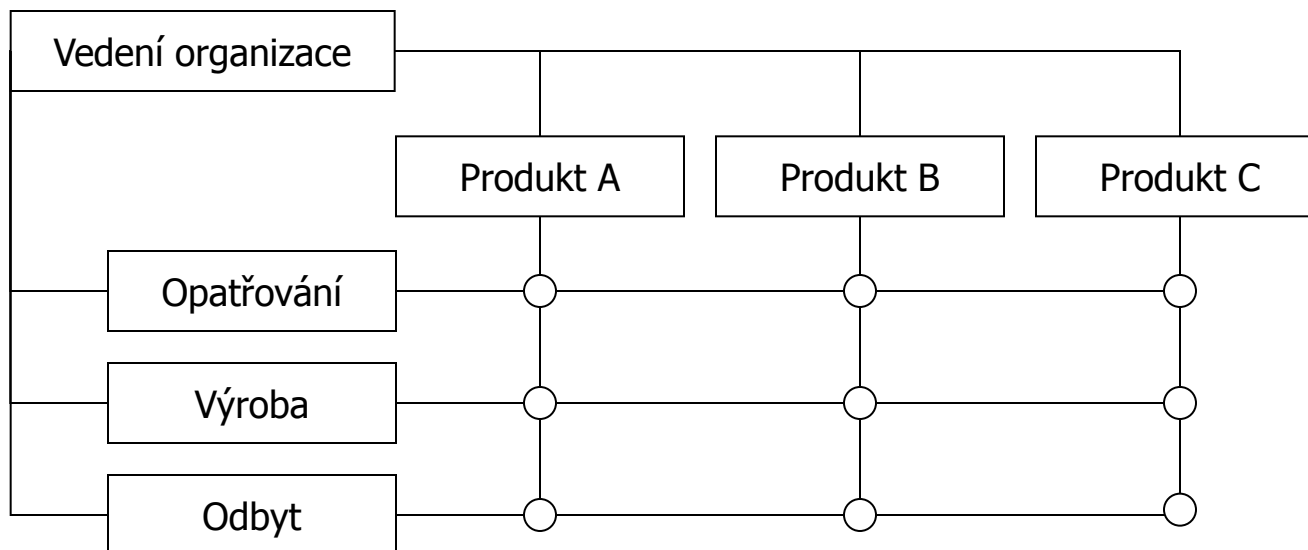 Vedení organizace
Produkt A
Produkt B
Produkt C
Opatřování
Výroba
Odbyt